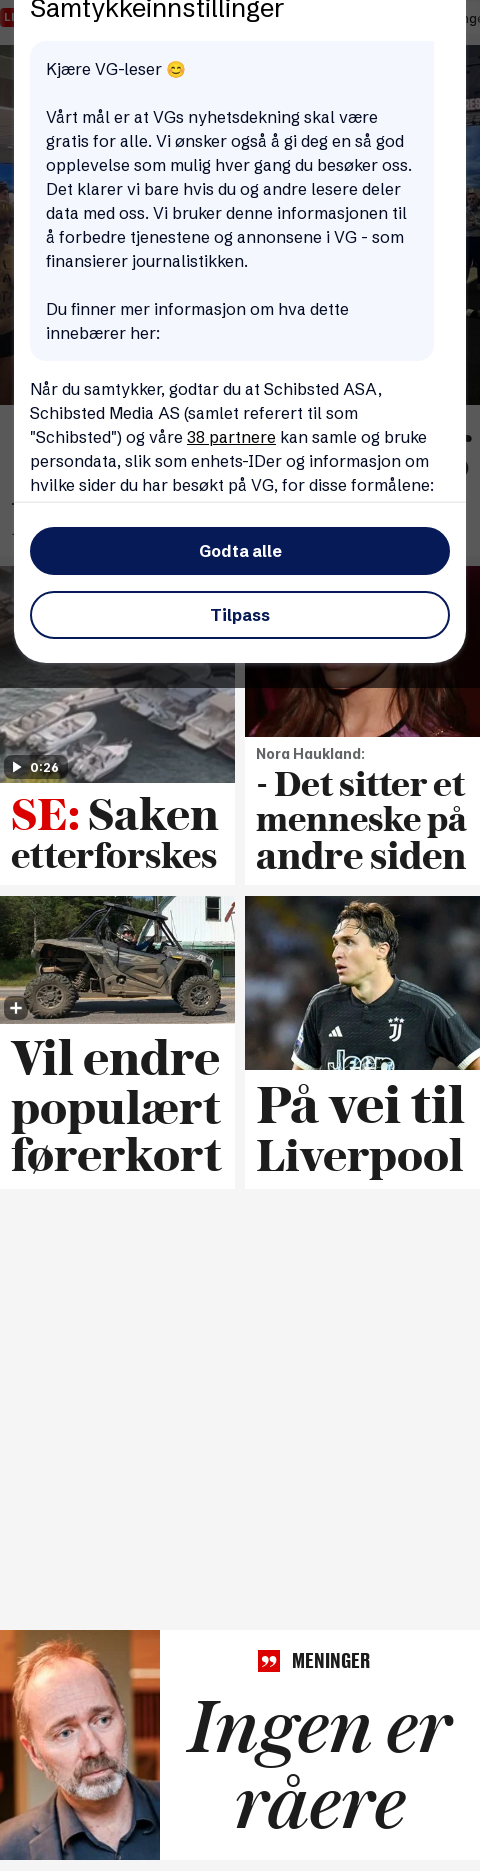 Samtykkeinnstillinger
Kjære VG-leser 😊
Vårt mål er at VGs nyhetsdekning skal være
gratis for alle. Vi ønsker også å gi deg en så god
opplevelse som mulig hver gang du besøker oss.
Det klarer vi bare hvis du og andre lesere deler
data med oss. Vi bruker denne informasjonen til
å forbedre tjenestene og annonsene i VG - som
finansierer journalistikken.
Du finner mer informasjon om hva dette
innebærer her:
Når du samtykker, godtar du at Schibsted ASA,
Schibsted Media AS (samlet referert til som
"Schibsted") og våre 38 partnere kan samle og bruke
persondata, slik som enhets-IDer og informasjon om
hvilke sider du har besøkt på VG, for disse formålene:
Godta alle
Tilpass
0:26
SE: Saken
etterforskes
Nora Haukland:
- Det sitter et
menneske på
andre siden
Vil endre
populært
førerkort
Jeep
På vei til
Liverpool
MENINGER
Ingen er
råere